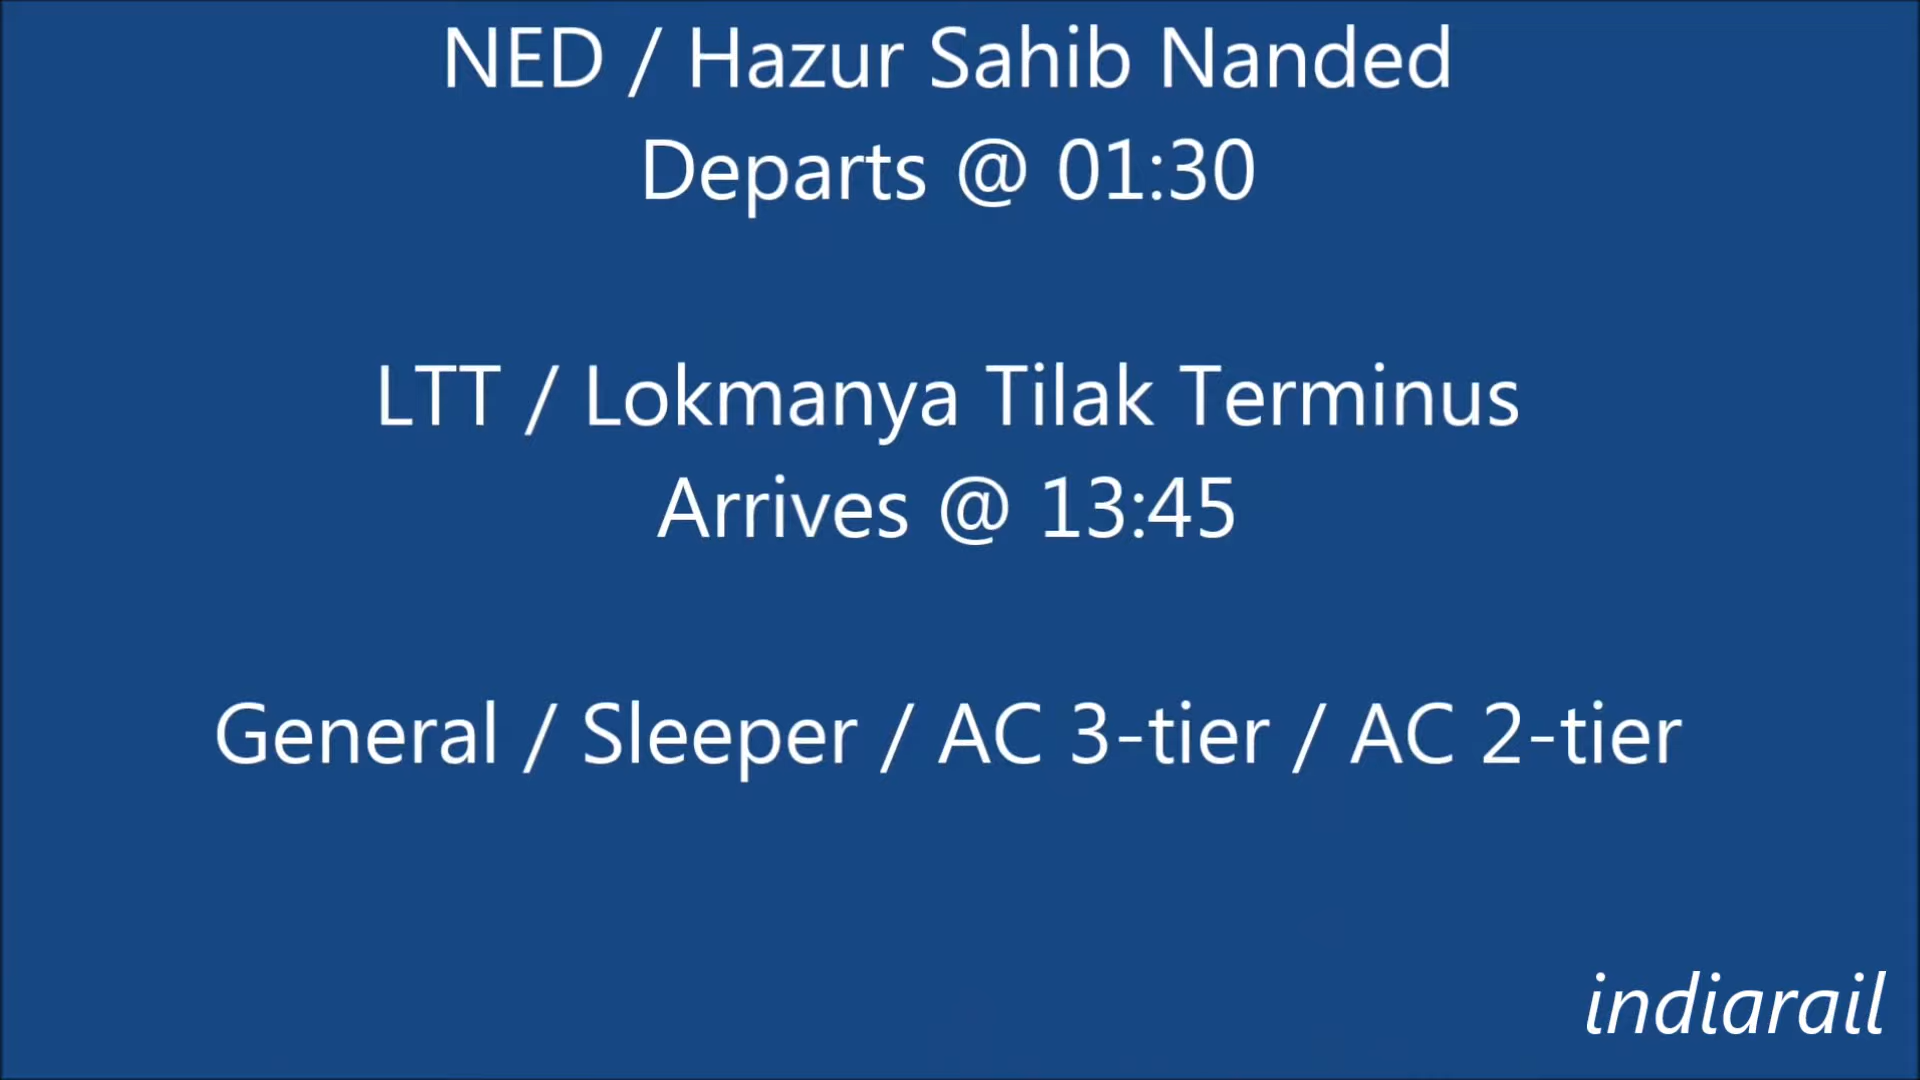 NED / Hazur Sahib Nanded
Departs @ 01:30
LTT / Lokmanya Tilak Terminus
Arrives @ 13:45
General / Sleeper / AC 3-tier / AC 2-tier
indiarail